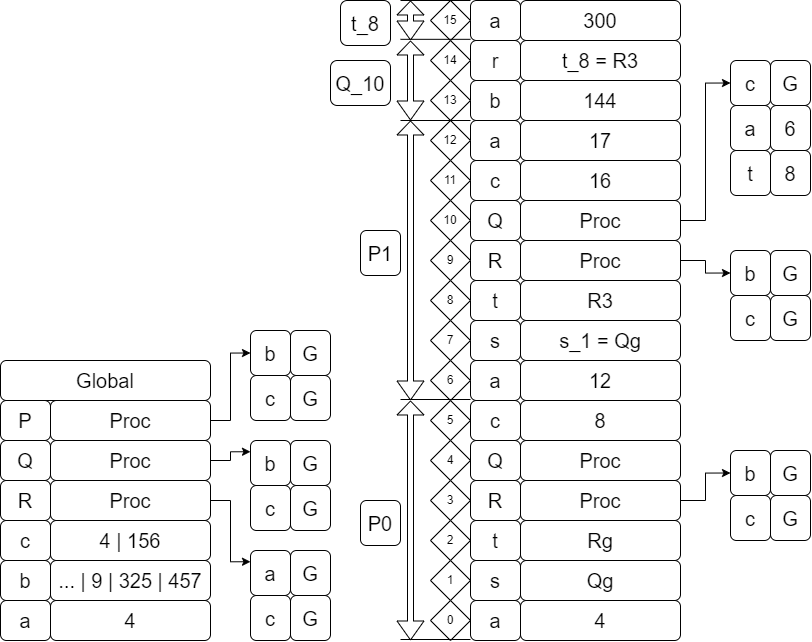 t_8
15 a 300
14 r t_8 = R3
Q_10
13 b 144
12 a 17
11 c 16
10 Q Proc
9 R Proc
8 t R3
7 s s_1 = Qg
6 a 12
P1
5 c 8
4 Q Proc
3 R Proc
2 t Rg
1 s Qg
0 a 4
P0
c G
a 6
t 8
b G
c G
b G
c G
Global
P Proc
Q Proc
R Proc
c 4 | 156
b ... | 9 | 325 | 457
a 4
b G
c G
b G
c G
a G
c G